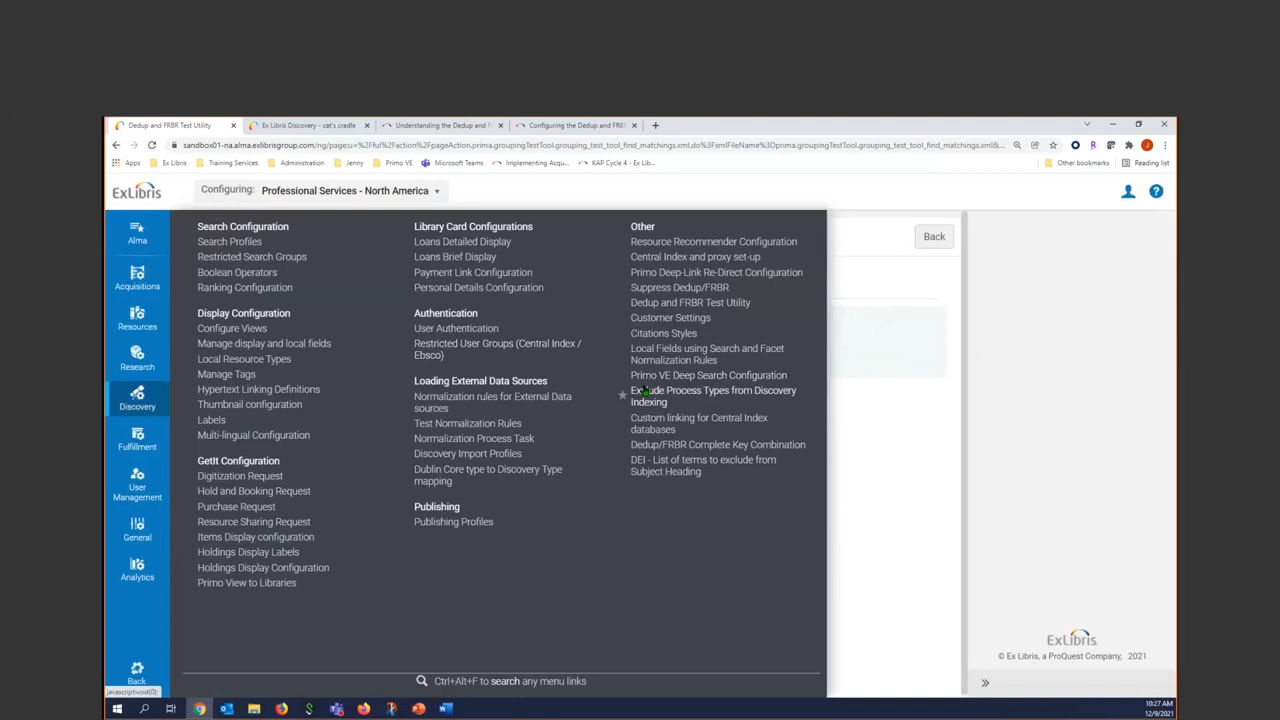 Dedup and FRBR Test Utility
Ex Libris Discovery - cat's cradle
Understanding the Dedup and F
Configuring the Dedup and FRB
sandbox01-na.alma.exlibrisgroup.com/ng/page;u=%2Fful%2Faction%2FpageAction.prima.grouping_test_tool_find_matchings.xml.do%3FxmlFileName%3Dprima.groupingTestTool.grouping_test_tool_find_matchings.xml&...
Apps
Ex Libris
Training Services
Administration
Jenny
Primo VE
Microsoft Teams
Implementing Acqu...
KAP Cycle 4 - Ex Lib...
Other bookmarks
Reading list
ExLibris
Configuring: Professional Services - North America
Alma
Acquisitions
Resources
Research
Discovery
Fulfillment
User
Management
General
Analytics
Back
javascript:void(0);
Search Configuration
Search Profiles
Restricted Search Groups
Boolean Operators
Ranking Configuration
Display Configuration
Configure Views
Manage display and local fields
Local Resource Types
Manage Tags
Hypertext Linking Definitions
Thumbnail configuration
Labels
Multi-lingual Configuration
GetIt Configuration
Digitization Request
Hold and Booking Request
Purchase Request
Resource Sharing Request
Items Display configuration
Holdings Display Labels
Holdings Display Configuration
Primo View to Libraries
Library Card Configurations
Loans Detailed Display
Loans Brief Display
Payment Link Configuration
Personal Details Configuration
Authentication
User Authentication
Restricted User Groups (Central Index /
Ebsco)
Loading External Data Sources
Normalization rules for External Data
sources
Test Normalization Rules
Normalization Process Task
Discovery Import Profiles
Dublin Core type to Discovery Type
mapping
Publishing
Publishing Profiles
Other
Resource Recommender Configuration
Central Index and proxy set-up
Primo Deep-Link Re-Direct Configuration
Suppress Dedup/FRBR
Dedup and FRBR Test Utility
Customer Settings
Citations Styles
Local Fields using Search and Facet
Normalization Rules
Primo VE Deep Search Configuration
Exclude Process Types from Discovery
Indexing
Custom linking for Central Index
databases
Dedup/FRBR Complete Key Combination
DEI - List of terms to exclude from
Subject Heading
Ctrl+Alt+F to search any menu links
Back
ExLibris
© Ex Libris, a ProQuest Company, 2021
10:27 AM
12/9/2021